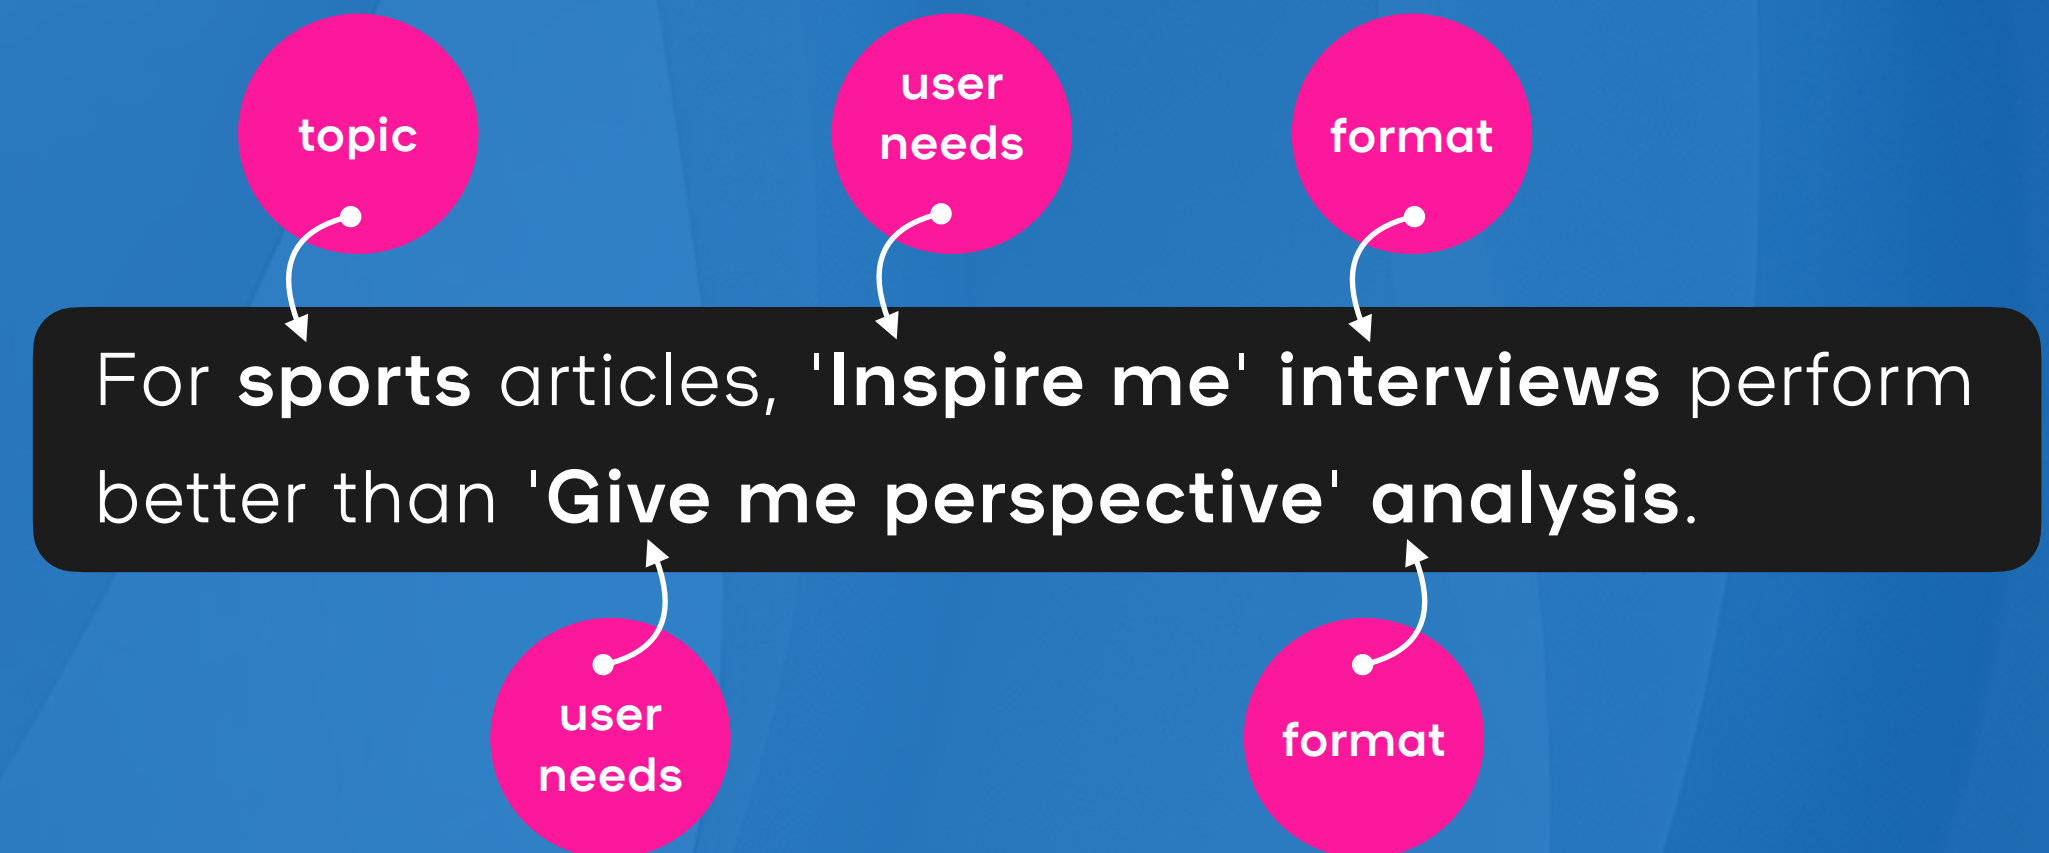 topic
user
needs
format
For sports articles, 'Inspire me' interviews perform
better than 'Give me perspective' analysis.
user
needs
format